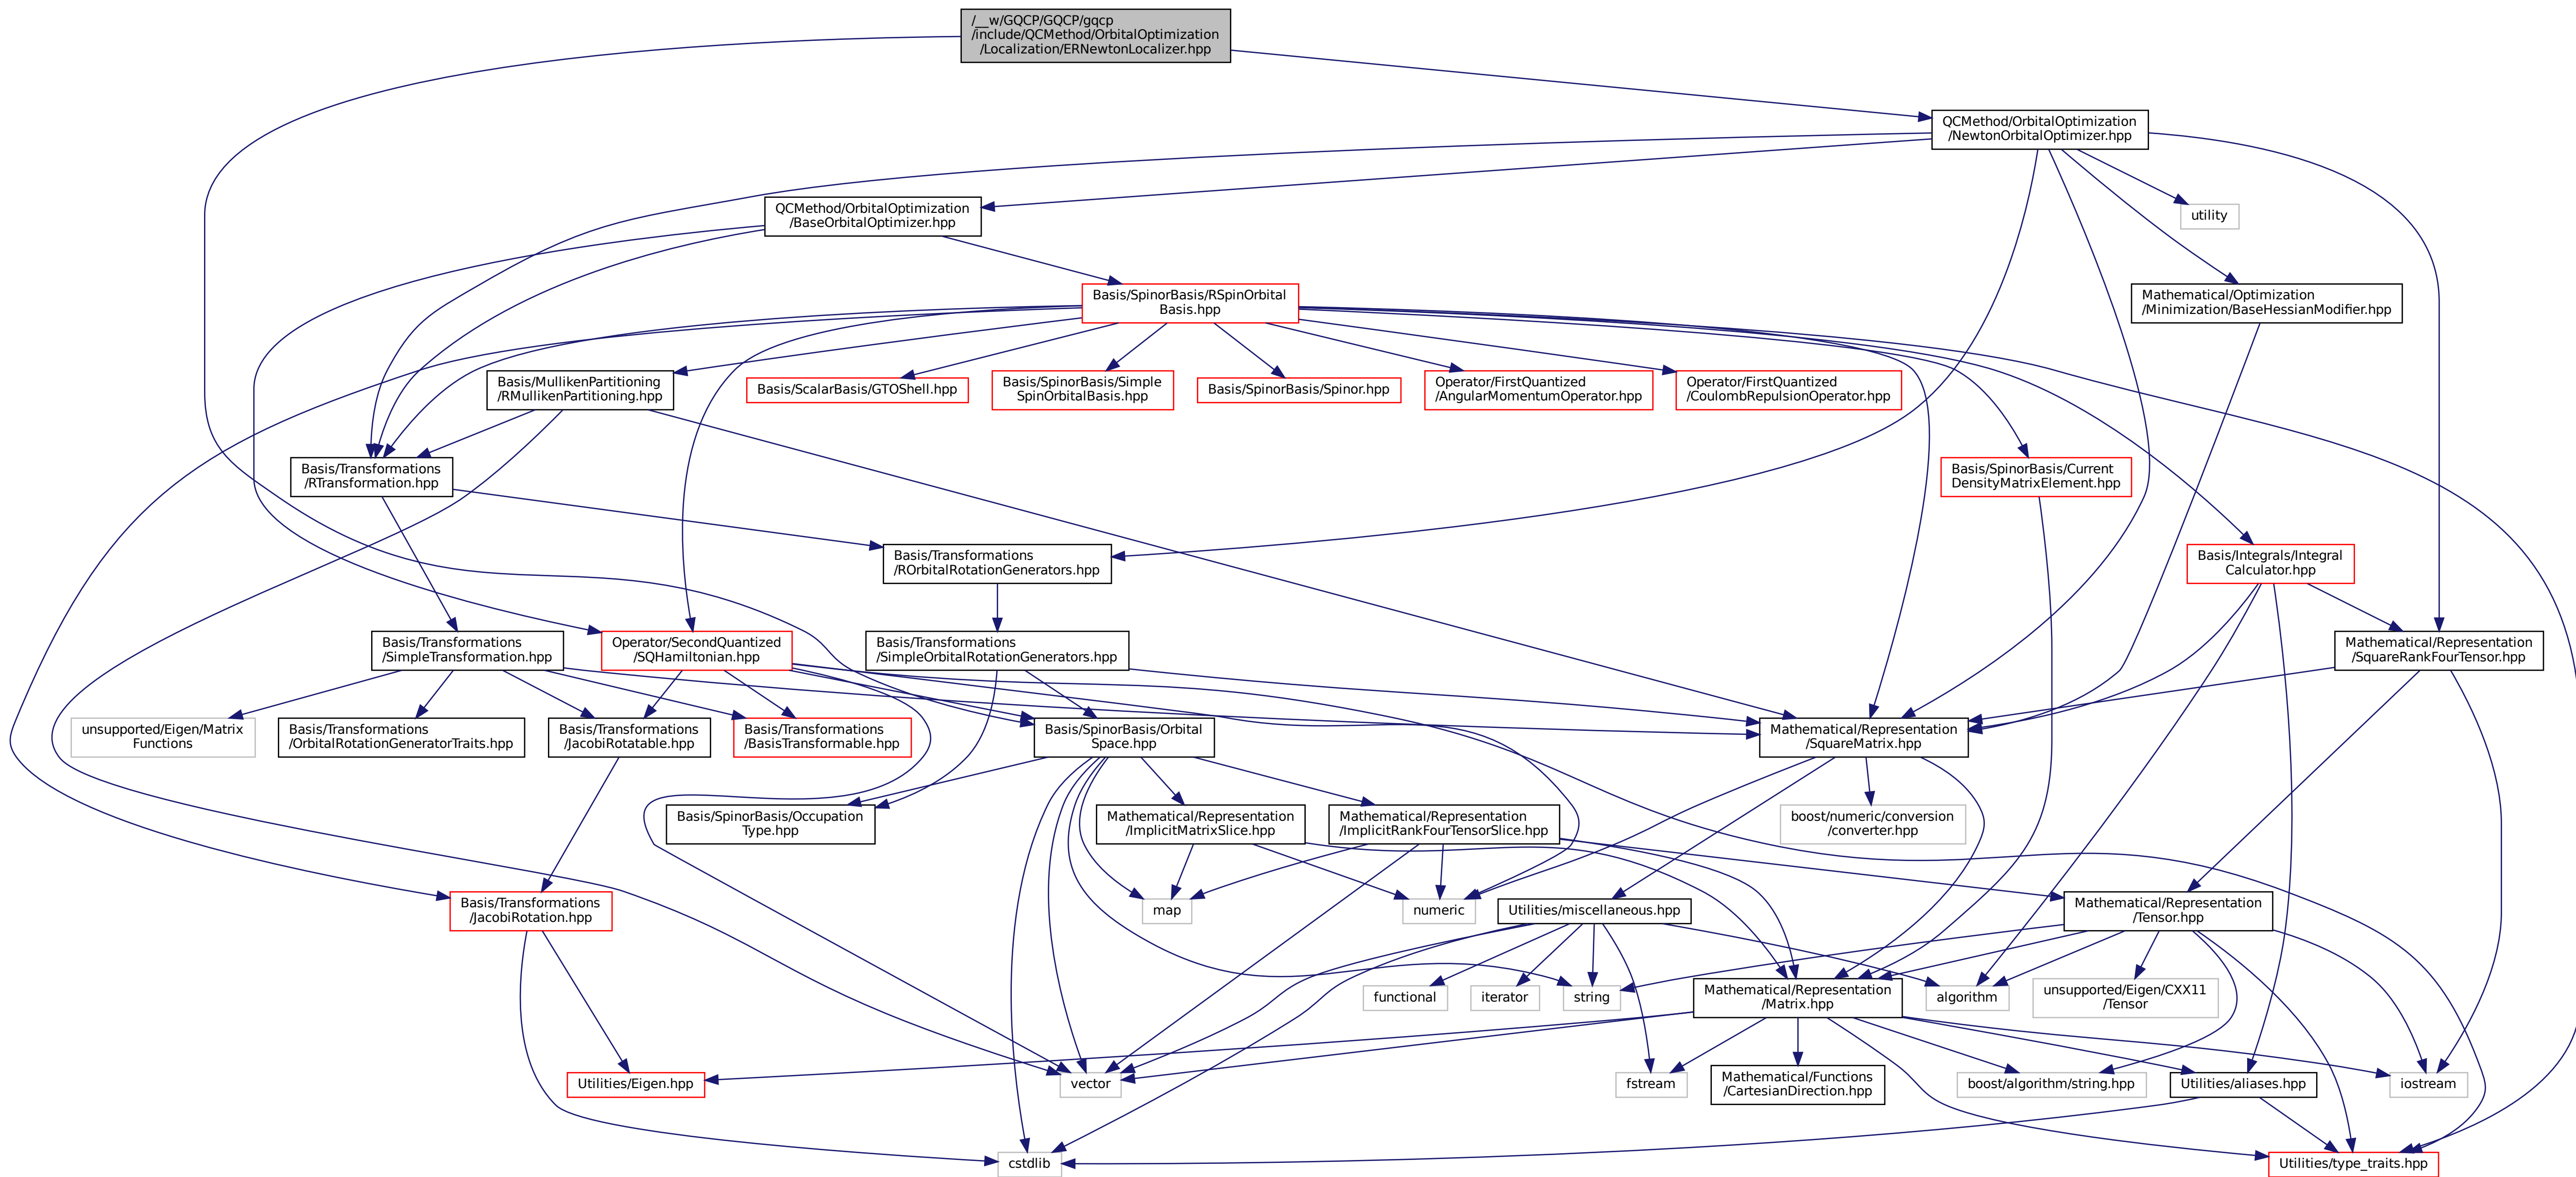 /__w/GQCP/GQCP/gqcp
/include/QCMethod/OrbitalOptimization
/Localization/ERNewtonLocalizer.hpp
QCMethod/OrbitalOptimization
/NewtonOrbitalOptimizer.hpp
QCMethod/OrbitalOptimization
/BaseOrbitalOptimizer.hpp
utility
Basis/SpinorBasis/RSpinOrbital
Basis.hpp
Mathematical/Optimization
/Minimization/BaseHessianModifier.hpp
Basis/MullikenPartitioning
/RMullikenPartitioning.hpp
Basis/ScalarBasis/GTOShell.hpp
Basis/SpinorBasis/Simple
SpinOrbitalBasis.hpp
Basis/SpinorBasis/Spinor.hpp
Operator/FirstQuantized
/AngularMomentumOperator.hpp
Operator/FirstQuantized
/CoulombRepulsionOperator.hpp
Basis/Transformations
/RTransformation.hpp
Basis/SpinorBasis/Current
DensityMatrixElement.hpp
Basis/Transformations
/ROrbitalRotationGenerators.hpp
Basis/Integrals/Integral
Calculator.hpp
Basis/Transformations
/SimpleTransformation.hpp
Operator/SecondQuantized
/SQHamiltonian.hpp
Basis/Transformations
/SimpleOrbitalRotationGenerators.hpp
Mathematical/Representation
/SquareRankFourTensor.hpp
unsupported/Eigen/Matrix
Functions
Basis/Transformations
/OrbitalRotationGeneratorTraits.hpp
Basis/Transformations
/JacobiRotatable.hpp
Basis/Transformations
/BasisTransformable.hpp
Basis/SpinorBasis/Orbital
Space.hpp
Mathematical/Representation
/SquareMatrix.hpp
Basis/SpinorBasis/Occupation
Type.hpp
Mathematical/Representation
/ImplicitMatrixSlice.hpp
Mathematical/Representation
/ImplicitRankFourTensorSlice.hpp
boost/numeric/conversion
/converter.hpp
Basis/Transformations
/JacobiRotation.hpp
map
numeric
Utilities/miscellaneous.hpp
Mathematical/Representation
/Tensor.hpp
functional
iterator
string
Mathematical/Representation
/Matrix.hpp
algorithm
unsupported/Eigen/CXX11
/Tensor
Utilities/Eigen.hpp
vector
fstream
Mathematical/Functions
/CartesianDirection.hpp
boost/algorithm/string.hpp
Utilities/aliases.hpp
iostream
cstdlib
Utilities/type_traits.hpp